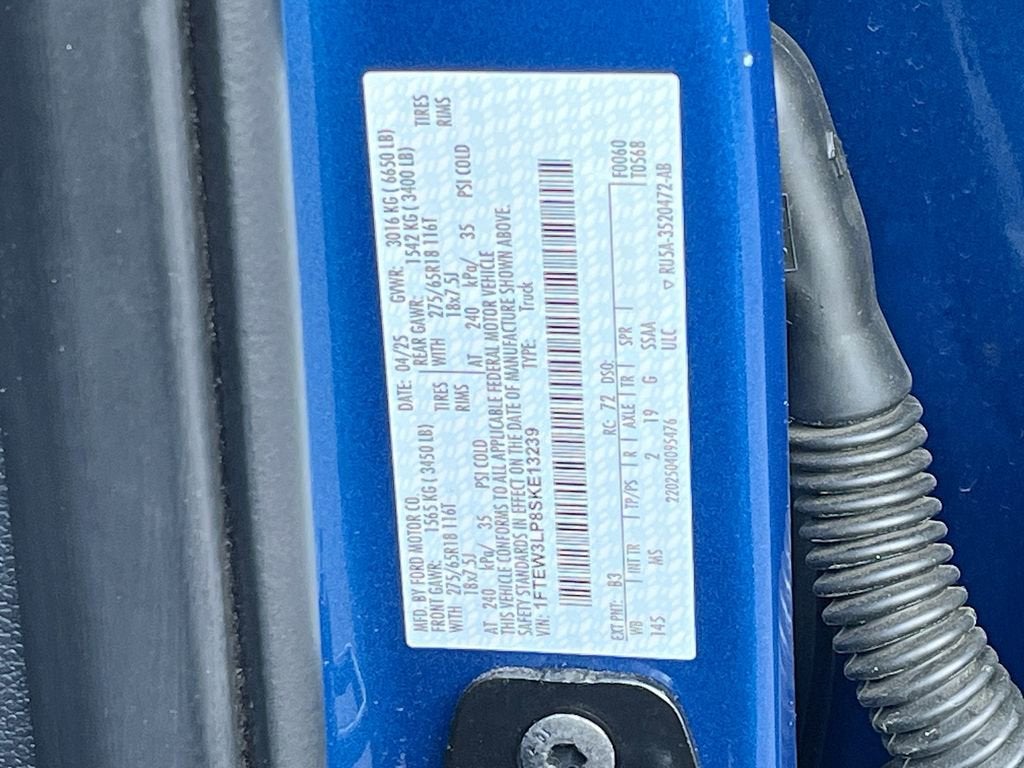 MFD. BY FORD MOTOR CO.
DATE: 04/25 GVWR: 3016 KG ( 6650 LB)
FRONT GAWR: 1565 KG ( 3450 LB) REAR GAWR: 1542 KG ( 3400 LB)
WITH 275/65R18 116T TIRES WITH 275/65R18 116T TIRES
18x7.5J RIMS 18x7.5J RIMS
AT 240 kPa/ 35 PSI COLD AT 240 kPa/ 35 PSI COLD
THIS VEHICLE CONFORMS TO ALL APPLICABLE FEDERAL MOTOR VEHICLE
SAFETY STANDARDS IN EFFECT ON THE DATE OF MANUFACTURE SHOWN ABOVE.
VIN: 1FTEW3LP8SKE13239 TYPE: Truck
EXT PNT: B3 RC: 72 DSO: F0060
WB INT TR TP/PS R AXLE TR SPR T0568
145 MS 2 19 G SSAA
2202504095476 ULC ▽ RU5A-3520472-AB